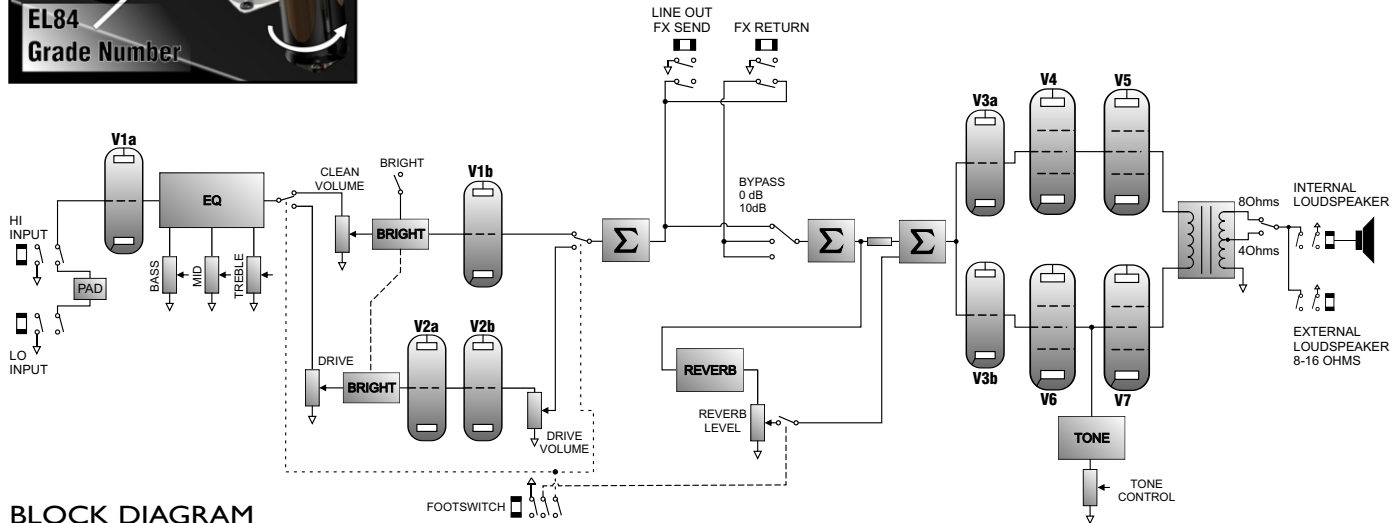 EL84
Grade Number
LINE OUT
FX SEND
FX RETURN
V1a
EQ
CLEAN
VOLUME
BRIGHT
V1b
BRIGHT
HI
INPUT
PAD
LO
INPUT
BASS
MID
TREBLE
Σ
BYPASS
0 dB
10dB
Σ
Σ
V3a
V4
V5
8Ohms
4Ohms
INTERNAL
LOUDSPEAKER
EXTERNAL
LOUDSPEAKER
8-16 OHMS
DRIVE
BRIGHT
V2a
V2b
DRIVE
VOLUME
REVERB
REVERB
LEVEL
V3b
V6
V7
TONE
TONE
CONTROL
FOOTSWITCH
BLOCK DIAGRAM